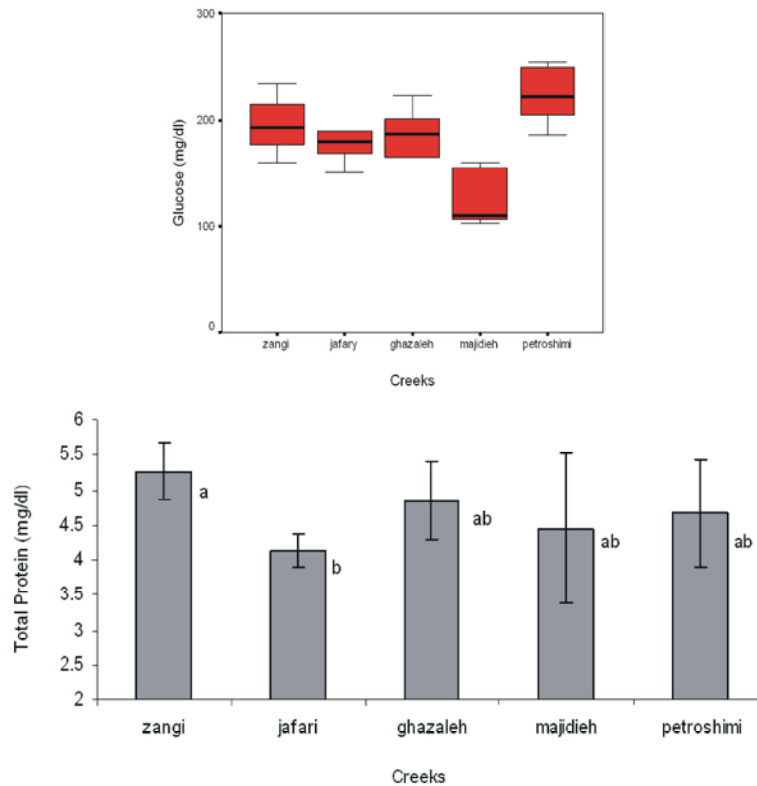 300
200
100
0
Glucose (mg/dl)
zangi jafary ghazaleh majidieh petroshimi
Creeks
6
5.5
5
4.5
4
3.5
3
2.5
2
Total Protein (mg/dl)
a
b
ab
ab
ab
zangi jafari ghazaleh majidieh petroshimi
Creeks